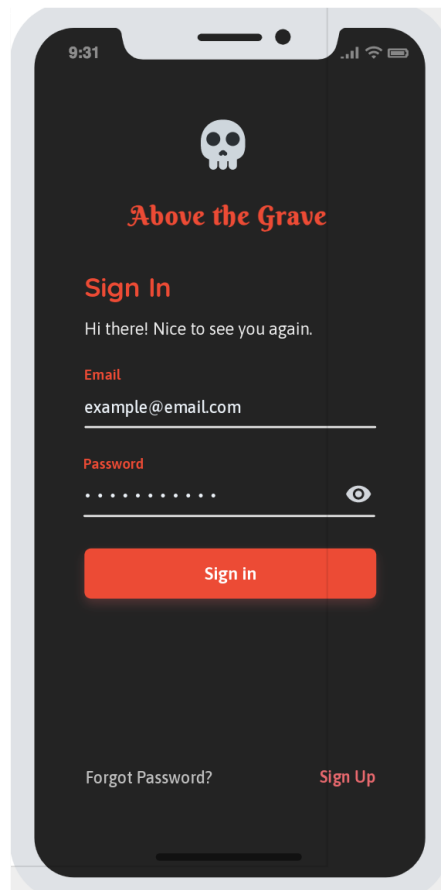 9:31
Above the Grave
Sign In
Hi there! Nice to see you again.
Email
example@email.com
Password
Sign in
Forgot Password? Sign Up